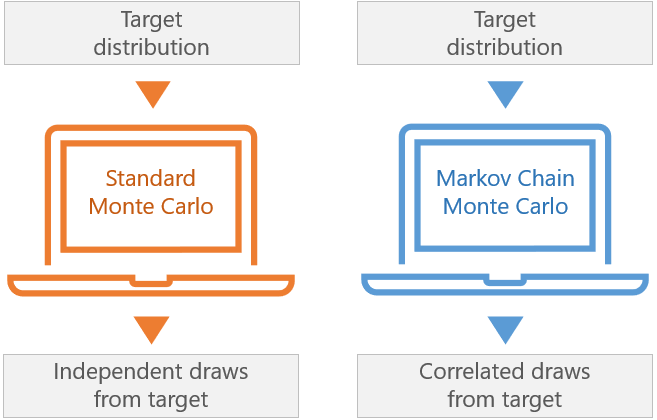 Target
distribution
Standard
Monte Carlo
Independent draws
from target
Target
distribution
Markov Chain
Monte Carlo
Correlated draws
from target